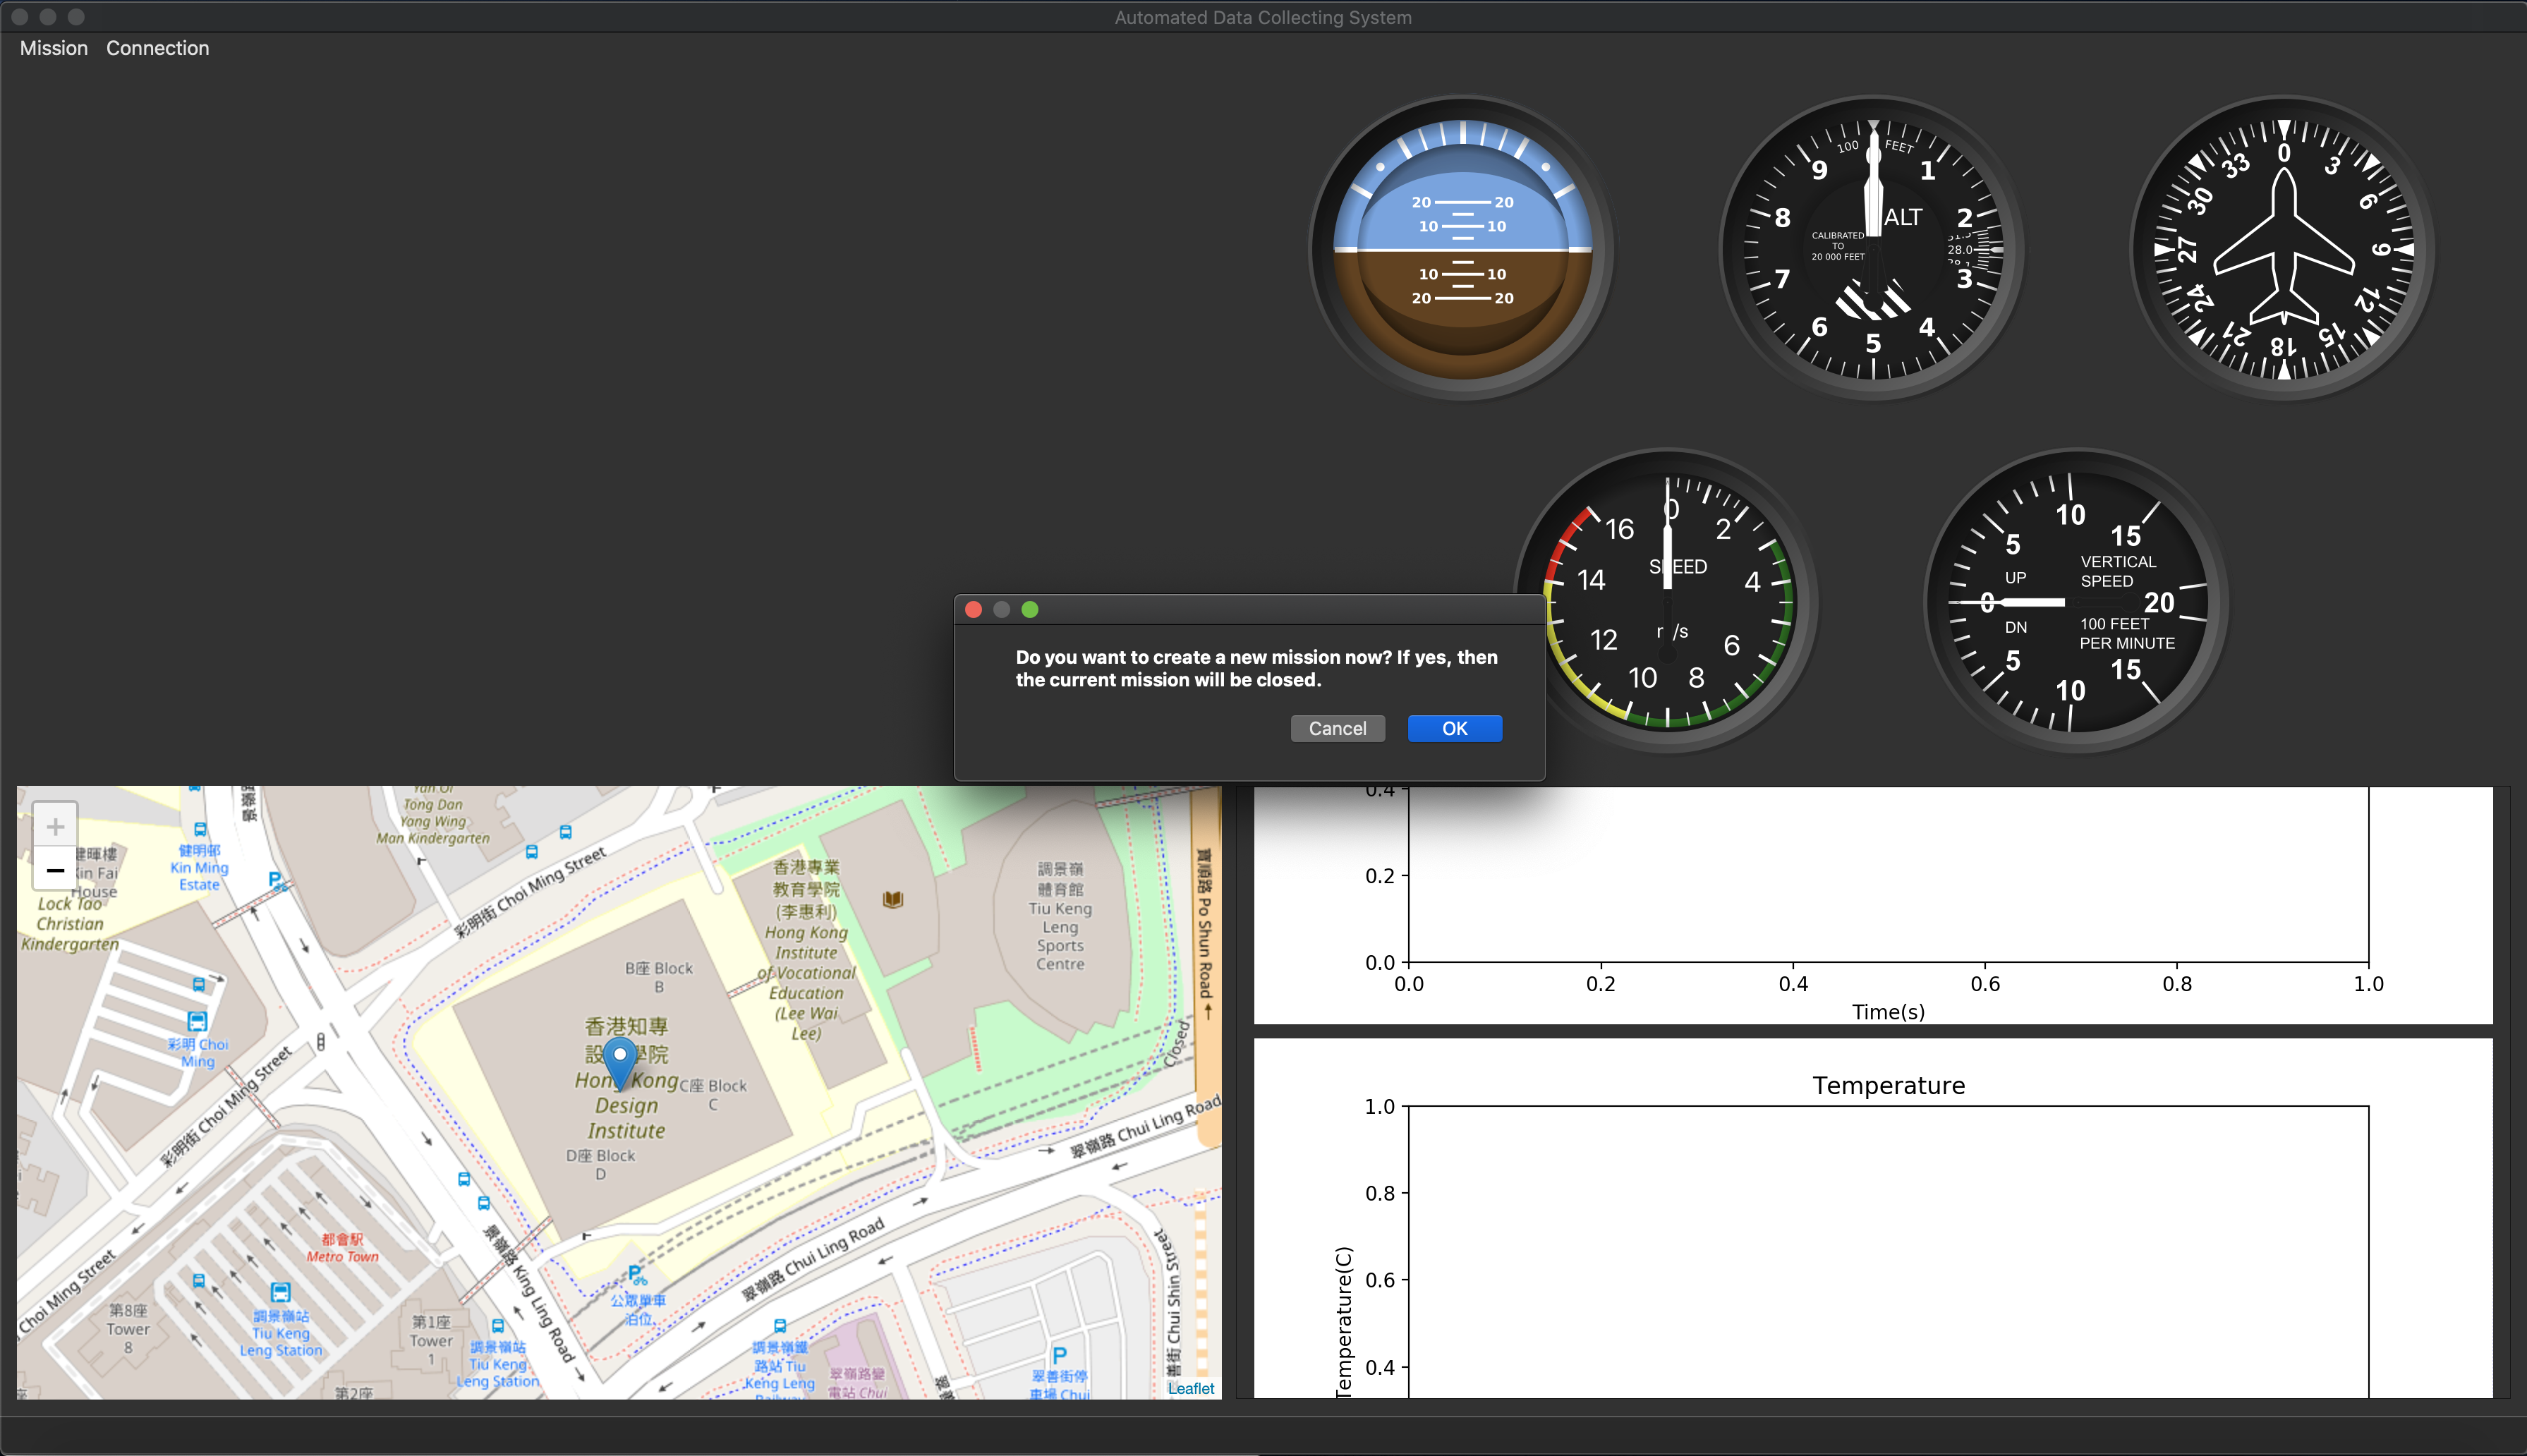 Automated Data Collecting System
Mission Connection
20 20
10 10
10 10
20 20
100 FEET
9 1
8 ALT 2
CALIBRATED
TO
20 000 FEET
28.0
7 3
6 4
5
0
33 3
30 6
27 9
24 12
21 15
18
0
16 2
SPEED
14 4
12 6
10 8
10
5 15
UP
VERTICAL
SPEED
0 20
DN
100 FEET
PER MINUTE
5 15
10
Do you want to create a new mission now? If yes, then
the current mission will be closed.
Cancel OK
+
−
Tong Dan
Yang Wing
Man Kindergarten
健暉樓
Kin Fai
House
健明邨
Kin Ming
Estate
Lock Tao
Christian
Kindergarten
彩明街 Choi Ming Street
香港專業
教育學院
(李惠利)
Hong Kong
Institute
of Vocational
Education
(Lee Wai
Lee)
調景嶺
體育館
Tiu Keng
Leng
Sports
Centre
寶順路 Po Shun Road
B座 Block
B
香港知專
設 學院
Hong Kong
Design
Institute
C座 Block
C
D座 Block
D
Closed
彩明 Choi
Ming
彩明街 Choi Ming Street
翠嶺路 Chui Ling Road
翠嶺路 Chui Ling Road
景嶺路 King Ling Road
都會駅
Metro Town
Choi Ming Street
第8座
Tower
8
調景嶺站
Tiu Keng
Leng Station
第1座
Tower
1
調景嶺站
Tiu Keng
Leng Station
第2座
公眾單車
泊位
調景嶺鐵
路站 Tiu
Keng Leng
翠嶺路變
電站 Chui
善街 Chui Shin Street
P
翠善街停
車場 Chui
Leaflet
0.4
0.2
0.0
0.0 0.2 0.4 0.6 0.8 1.0
Time(s)
Temperature
1.0
0.8
0.6
0.4
Temperature(C)